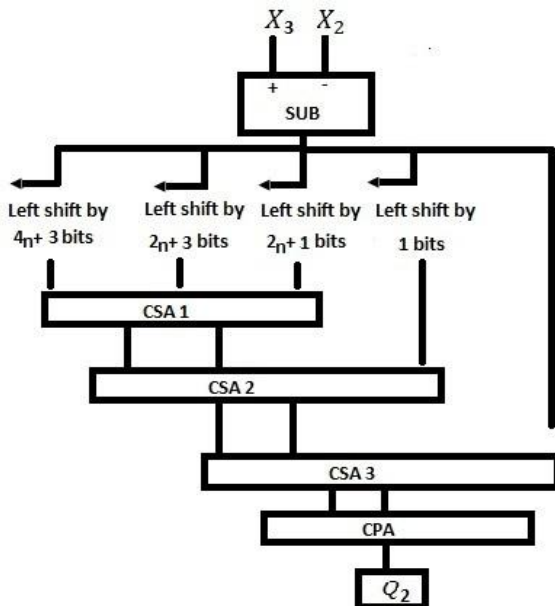 X₃ X₂
+ -
SUB
Left shift by
4n+ 3 bits
Left shift by
2n+ 3 bits
Left shift by
2n+ 1 bits
Left shift by
1 bits
CSA 1
CSA 2
CSA 3
CPA
Q₂